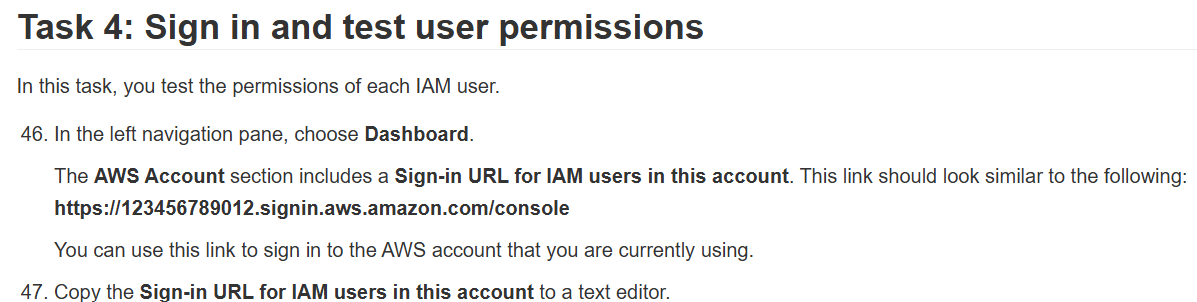 Task 4: Sign in and test user permissions
In this task, you test the permissions of each IAM user.
46. In the left navigation pane, choose Dashboard.
The AWS Account section includes a Sign-in URL for IAM users in this account. This link should look similar to the following:
https://123456789012.signin.aws.amazon.com/console
You can use this link to sign in to the AWS account that you are currently using.
47. Copy the Sign-in URL for IAM users in this account to a text editor.